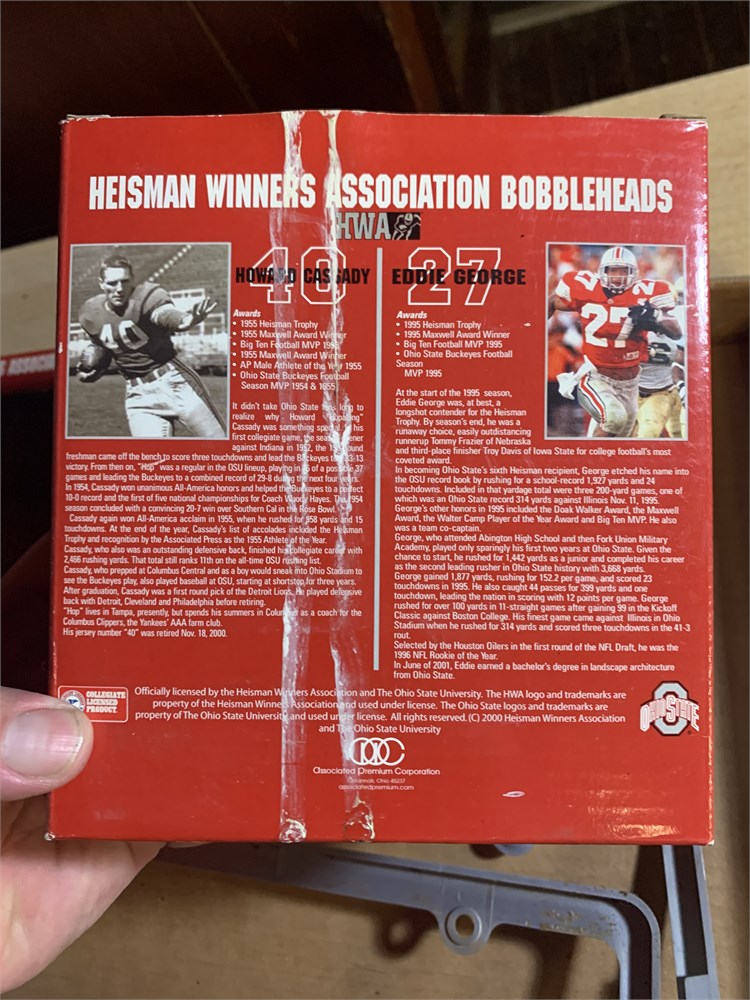 HEISMAN WINNERS ASSOCIATION BOBBLEHEADS
HWA
40
HOWARD CASSADY
Awards
• 1955 Heisman Trophy
• 1955 Maxwell Award Winner
• Big Ten Football MVP 1955
• 1955 Maxwell Award Winner
• AP Male Athlete of the Year 1955
• Ohio State Buckeyes Football
Season MVP 1954 & 1955
It didn't take Ohio State fans long to
realize why Howard "Hopalong"
Cassady was something special. In his
first collegiate game, the season opener
against Indiana in 1952, the
freshman came off the bench to score three touchdowns and lead the Buckeyes to a 33-13
victory. From then on, "Hop" was a regular in the OSU lineup, playing in 36 of a possible 37
games and leading the Buckeyes to a combined record of 29-8 during the next four years.
In 1954, Cassady won unanimous All-America honors and helped the Buckeyes to a perfect
10-0 record and the first of five national championships for Coach Woody Hayes. The 1954
season concluded with a convincing 20-7 win over Southern Cal in the Rose Bowl.
Cassady again won All-America acclaim in 1955, when he rushed for 958 yards and 15
touchdowns. At the end of the year, Cassady's list of accolades included the Heisman
Trophy and recognition by the Associated Press as the 1955 Athlete of the Year.
Cassady, who also was an outstanding defensive back, finished his collegiate career with
2,466 rushing yards. That total still ranks 11th on the all-time OSU rushing list.
Cassady, who prepped at Columbus Central and as a boy would sneak into Ohio Stadium to
see the Buckeyes play, also played baseball at OSU, starting at shortstop for three years.
After graduation, Cassady was a first round pick of the Detroit Lions. He played defensive
back with Detroit, Cleveland and Philadelphia before retiring.
"Hop" lives in Tampa, presently, but spends his summers in Columbus as a coach for the
Columbus Clippers, the Yankees' AAA farm club.
His jersey number "40" was retired Nov. 18, 2000.
40
27
EDDIE GEORGE
Awards
• 1995 Heisman Trophy
• 1995 Maxwell Award Winner
• Big Ten Football MVP 1995
• Ohio State Buckeyes Football
Season
MVP 1995
At the start of the 1995 season,
Eddie George was, at best, a
longshot contender for the Heisman
Trophy. By season's end, he was a
runaway choice, easily outdistancing
runnerup Tommy Frazier of Nebraska
and third-place finisher Troy Davis of Iowa State for college football's most
coveted award.
In becoming Ohio State's sixth Heisman recipient, George etched his name into
the OSU record book by rushing for a school-record 1,927 yards and 24
touchdowns. Included in that yardage total were three 200-yard games, one of
which was an Ohio State record 314 yards against Illinois Nov. 11, 1995.
George's other honors in 1995 included the Doak Walker Award, the Maxwell
Award, the Walter Camp Player of the Year Award and Big Ten MVP. He also
was a team co-captain.
George, who attended Abington High School and then Fork Union Military
Academy, played only sparingly his first two years at Ohio State. Given the
chance to start, he rushed for 1,442 yards as a junior and completed his career
as the second leading rusher in Ohio State history with 3,668 yards.
George gained 1,877 yards, rushing for 152.2 per game, and scored 23
touchdowns in 1995. He also caught 44 passes for 399 yards and one
touchdown, leading the nation in scoring with 12 points per game. George
rushed for over 100 yards in 11-straight games after gaining 99 in the Kickoff
Classic against Boston College. His finest game came against Illinois in Ohio
Stadium when he rushed for 314 yards and scored three touchdowns in the 41-3
rout.
Selected by the Houston Oilers in the first round of the NFL Draft, he was the
1996 NFL Rookie of the Year.
In June of 2001, Eddie earned a bachelor's degree in landscape architecture
from Ohio State.
27
27
COLLEGIATE
LICENSED
PRODUCT
Officially licensed by the Heisman Winners Association and The Ohio State University. The HWA logo and trademarks are
property of the Heisman Winners Association and used under license. The Ohio State logos and trademarks are
property of The Ohio State University and used under license. All rights reserved. (C) 2000 Heisman Winners Association
and The Ohio State University
OHIO STATE
Associated Premium Corporation
Cincinnati, Ohio 45237
associatedpremium.com